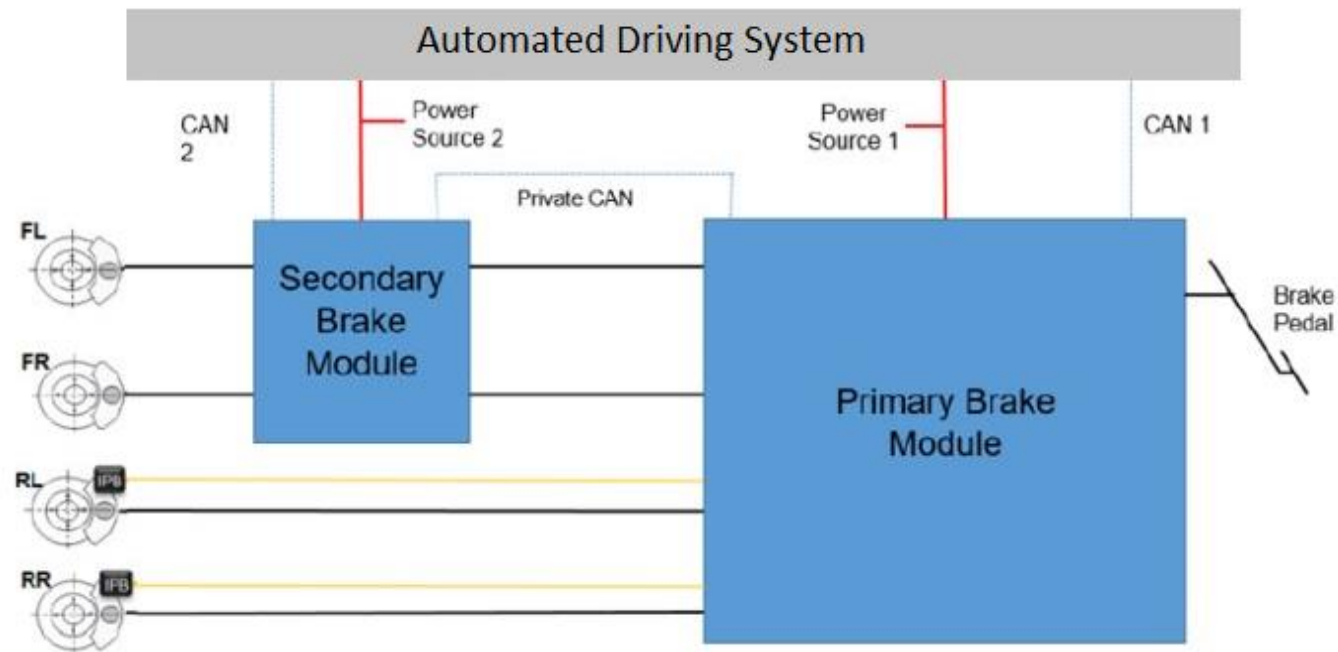 Automated Driving System
CAN
2
Power
Source 2
Power
Source 1
CAN 1
Private CAN
FL
Secondary
Brake
Module
Brake
Pedal
FR
Primary Brake
Module
RL
IPB
RR
IPB